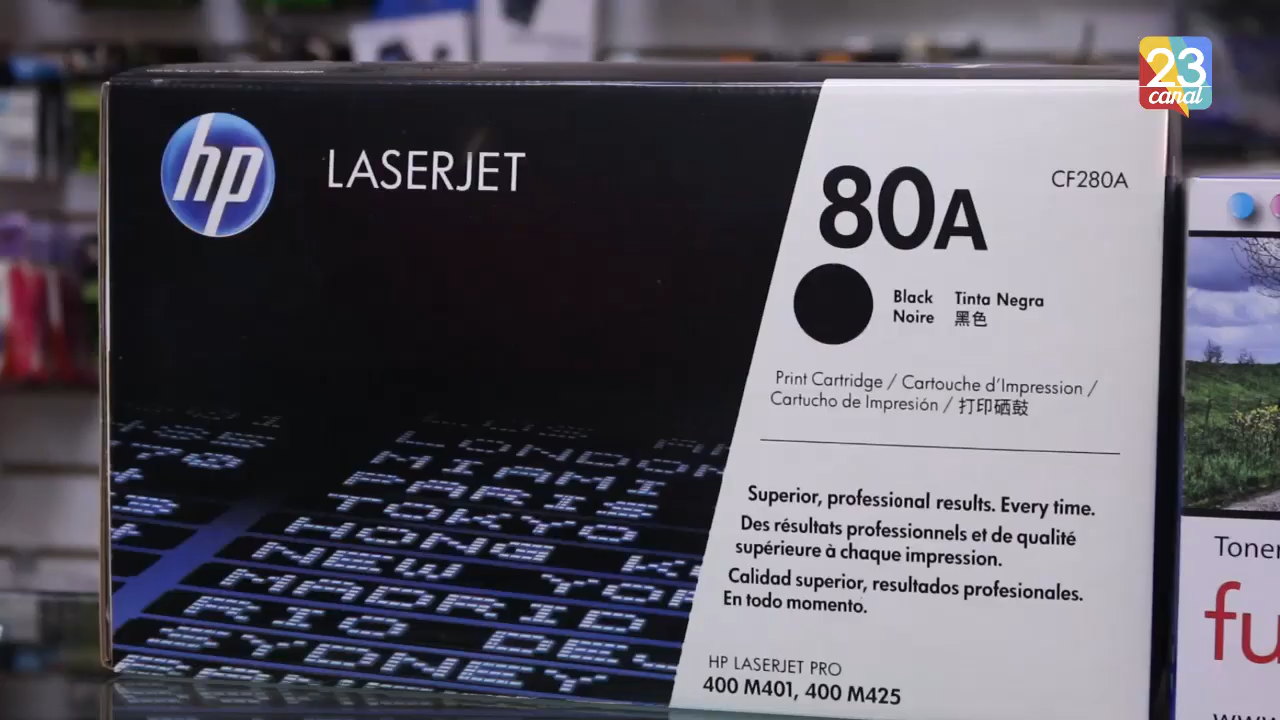 23
canal
hp
LASERJET
80A
CF280A
Black
Noire
Tinta Negra
黑色
Print Cartridge / Cartouche d'Impression /
Cartucho de Impresión / 打印硒鼓
Superior, professional results. Every time.
Des résultats professionnels et de qualité
supérieure à chaque impression.
Calidad superior, resultados profesionales.
En todo momento.
HP LASERJET PRO
400 M401, 400 M425
LONDON
MIAMI
PARIS
TOKYO
HONG K
NEW YOR
MADRID
RIO DE
SYDNEY
Toner
fu